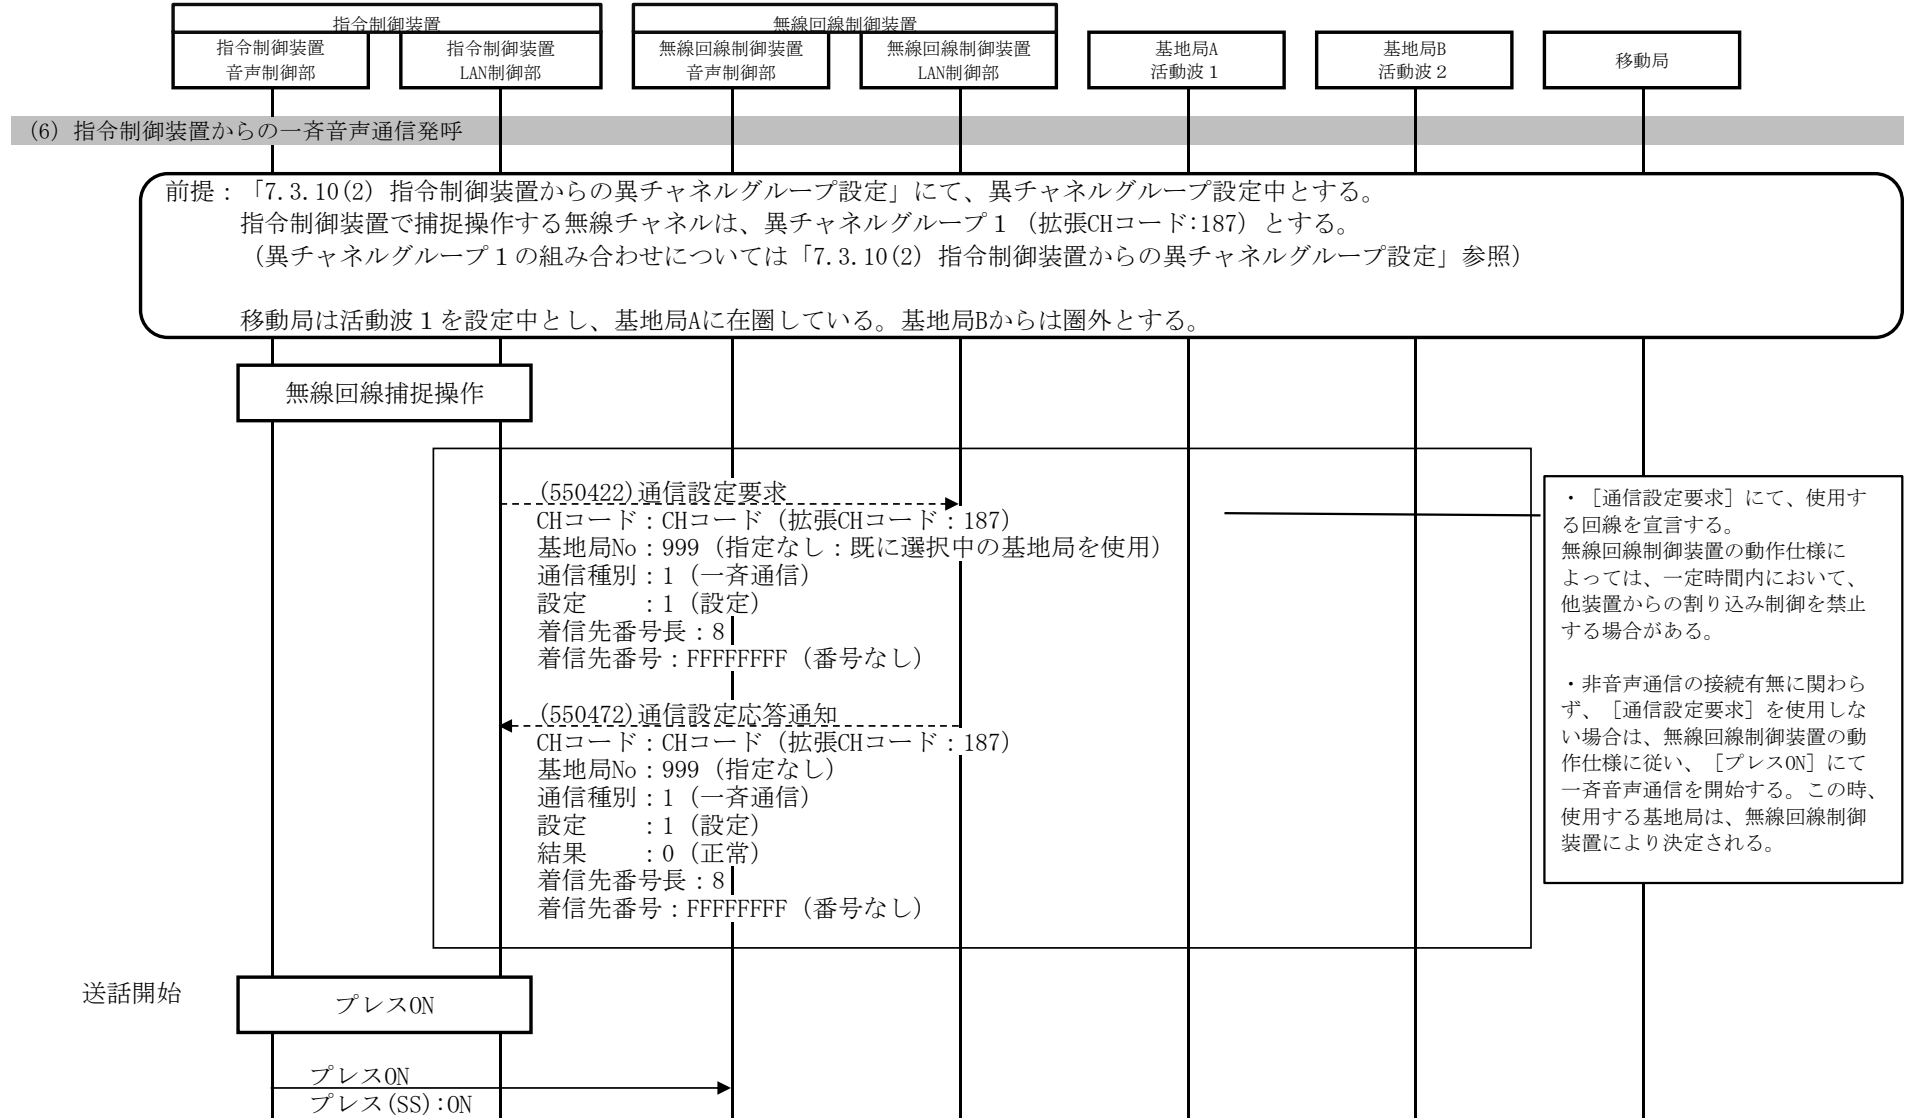 指令制御装置
無線回線制御装置
指令制御装置
音声制御部
指令制御装置
LAN制御部
無線回線制御装置
音声制御部
無線回線制御装置
LAN制御部
基地局A
活動波１
基地局B
活動波２
移動局
(6) 指令制御装置からの一斉音声通信発呼
前提：「7.3.10(2) 指令制御装置からの異チャネルグループ設定」にて、異チャネルグループ設定中とする。
指令制御装置で捕捉操作する無線チャネルは、異チャネルグループ１（拡張CHコード:187）とする。
（異チャネルグループ１の組み合わせについては「7.3.10(2) 指令制御装置からの異チャネルグループ設定」参照）
移動局は活動波１を設定中とし、基地局Aに在圏している。基地局Bからは圏外とする。
無線回線捕捉操作
(550422)通信設定要求
CHコード：CHコード（拡張CHコード：187）
基地局No：999（指定なし：既に選択中の基地局を使用）
通信種別：1（一斉通信）
設定　　：1（設定）
着信先番号長：8
着信先番号：FFFFFFFF（番号なし）
(550472)通信設定応答通知
CHコード：CHコード（拡張CHコード：187）
基地局No：999（指定なし）
通信種別：1（一斉通信）
設定　　：1（設定）
結果　　：0（正常）
着信先番号長：8
着信先番号：FFFFFFFF（番号なし）
・［通信設定要求］にて、使用す
る回線を宣言する。
無線回線制御装置の動作仕様に
よっては、一定時間内において、
他装置からの割り込み制御を禁止
する場合がある。
・非音声通信の接続有無に関わら
ず、［通信設定要求］を使用しな
い場合は、無線回線制御装置の動
作仕様に従い、［プレスON］にて
一斉音声通信を開始する。この時、
使用する基地局は、無線回線制御
装置により決定される。
送話開始
プレスON
プレスON
プレス(SS):ON